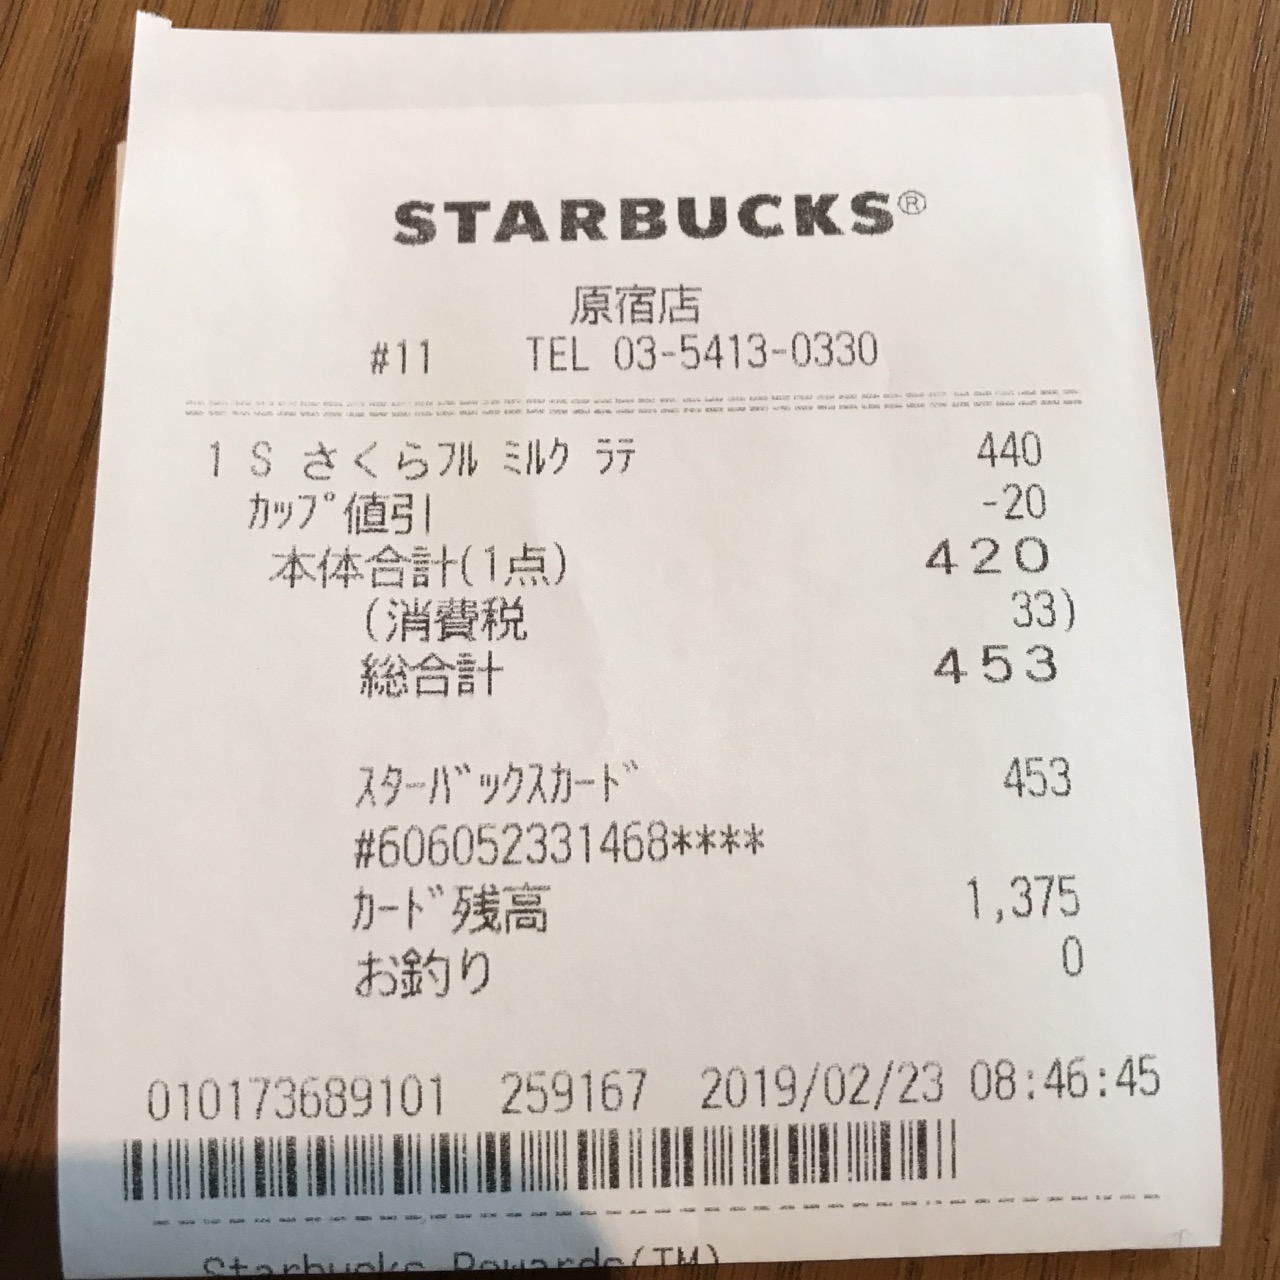 STARBUCKS®
原宿店
#11 TEL 03-5413-0330
1 S さくらﾌﾙ ﾐﾙｸ ﾗﾃ 440
ｶｯﾌﾟ値引 -20
本体合計(1点) 420
(消費税 33)
総合計 453
ｽﾀｰﾊﾞｯｸｽｶｰﾄﾞ 453
#606052331468****
ｶｰﾄﾞ残高 1,375
お釣り 0
010173689101 259167 2019/02/23 08:46:45
Starbucks Rewards(TM)